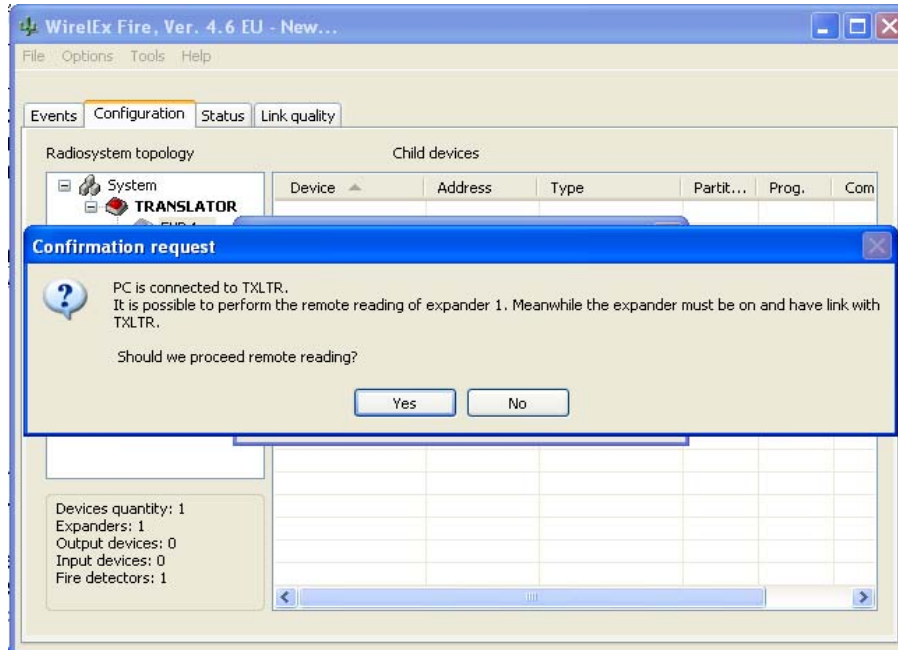 WirelEx Fire, Ver. 4.6 EU - New...
File Options Tools Help
Events Configuration Status Link quality
Radiosystem topology Child devices
System
TRANSLATOR
Device Address Type Partit... Prog. Com
Confirmation request
PC is connected to TXLTR.
It is possible to perform the remote reading of expander 1. Meanwhile the expander must be on and have link with
TXLTR.
Should we proceed remote reading?
Yes No
Devices quantity: 1
Expanders: 1
Output devices: 0
Input devices: 0
Fire detectors: 1